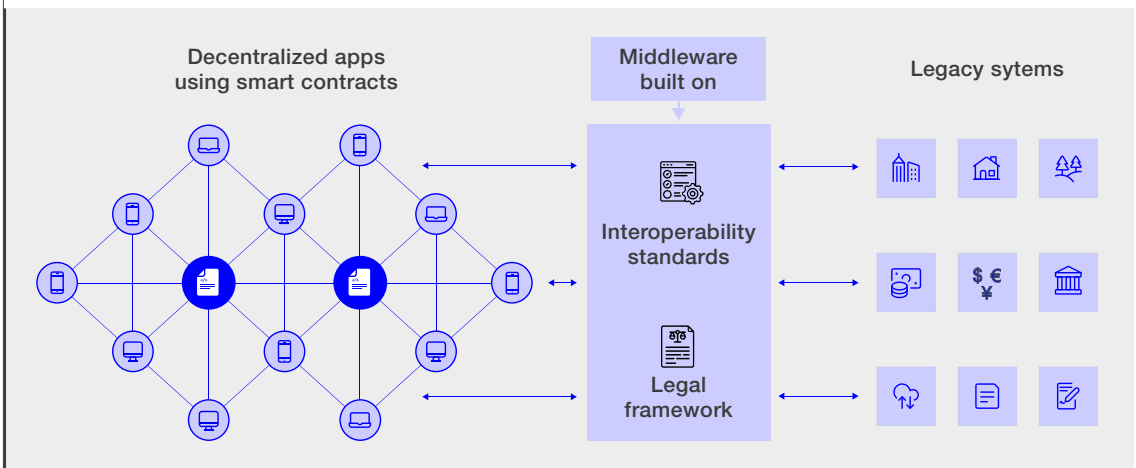 Decentralized apps
using smart contracts
Middleware
built on
Legacy sytems
Interoperability
standards
$ €
¥
Legal
framework